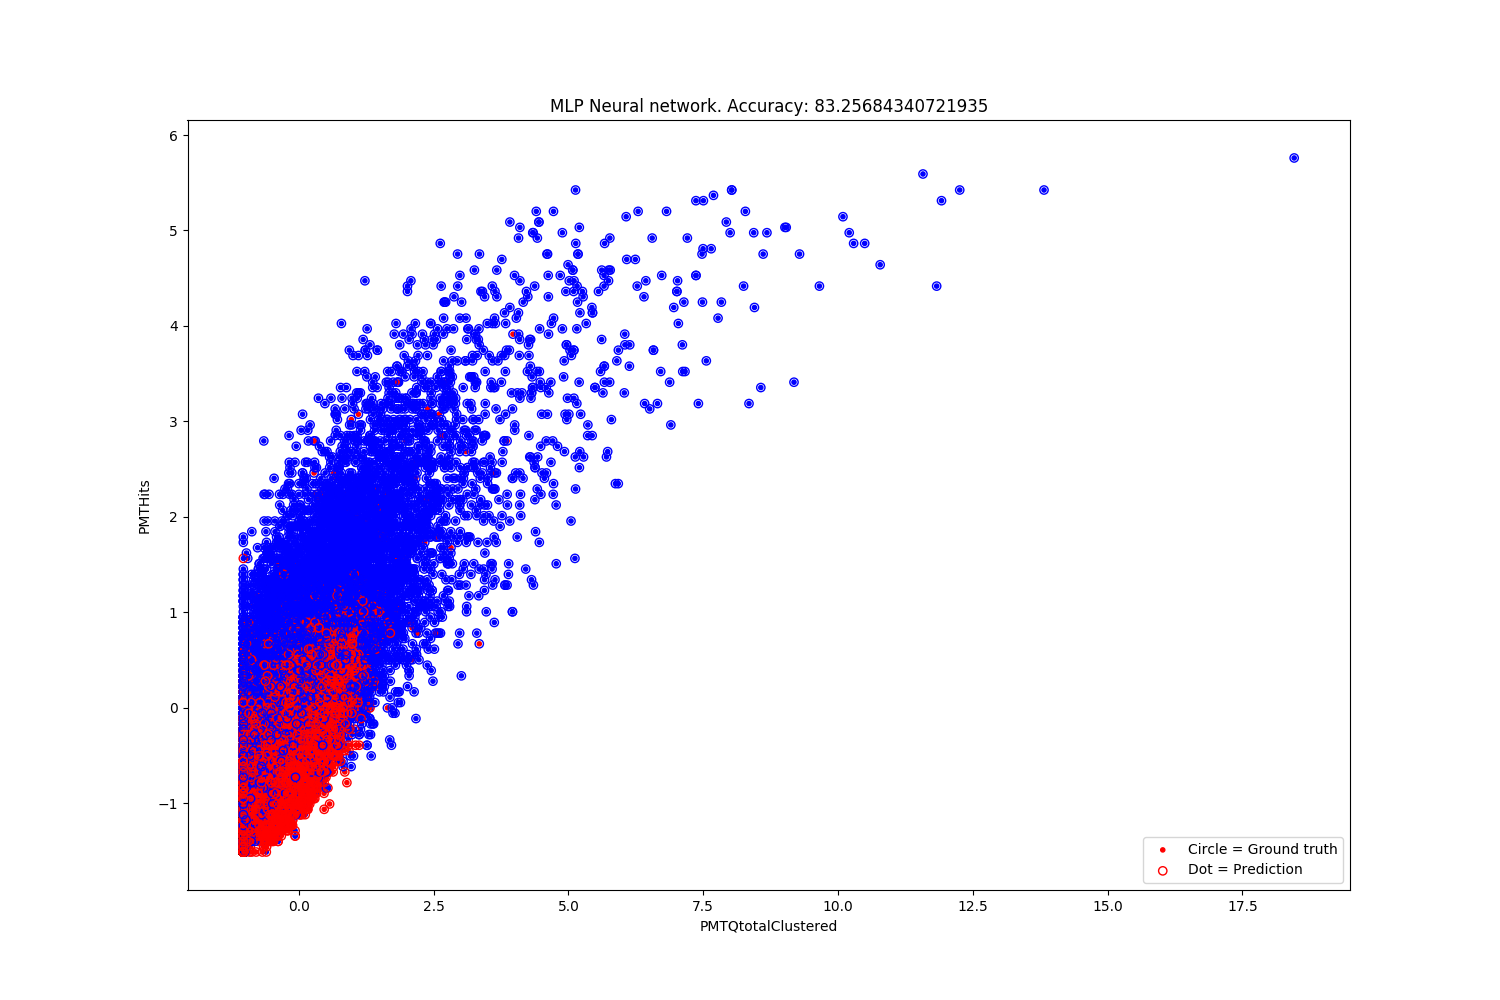 MLP Neural network. Accuracy: 83.25684340721935
6
5
4
3
2
1
0
−1
PMTHits
0.0 2.5 5.0 7.5 10.0 12.5 15.0 17.5
PMTQtotalClustered
Circle = Ground truth
Dot = Prediction